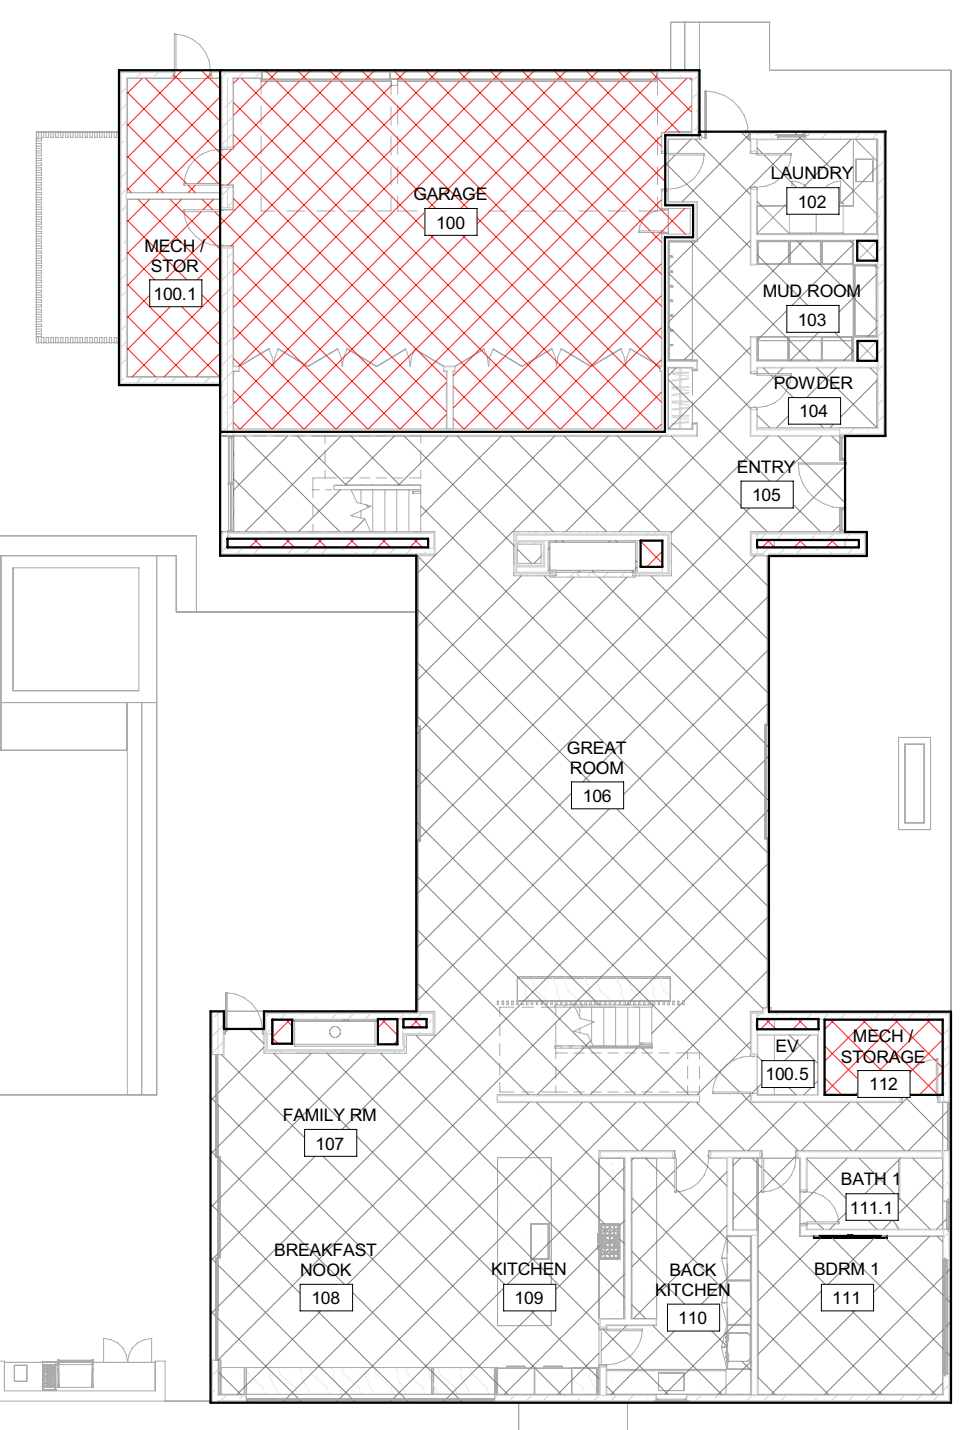 GARAGE
100
LAUNDRY
102
MECH /
STOR
100.1
MUD ROOM
103
POWDER
104
ENTRY
105
GREAT
ROOM
106
EV
100.5
MECH /
STORAGE
112
FAMILY RM
107
BATH 1
111.1
BREAKFAST
NOOK
108
KITCHEN
109
BACK
KITCHEN
110
BDRM 1
111